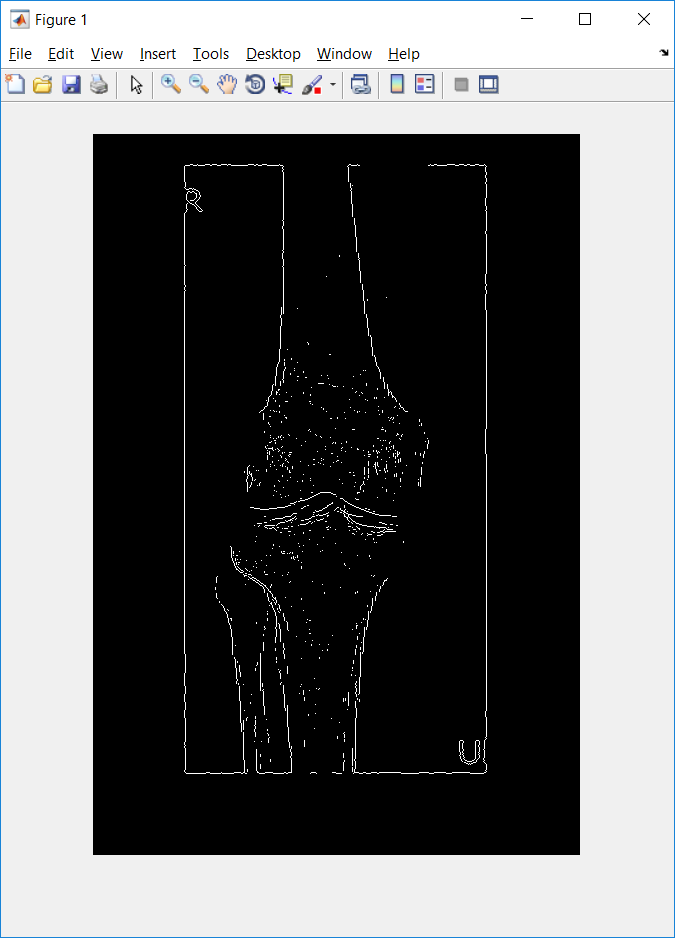 Figure 1
File Edit View Insert Tools Desktop Window Help
R
U